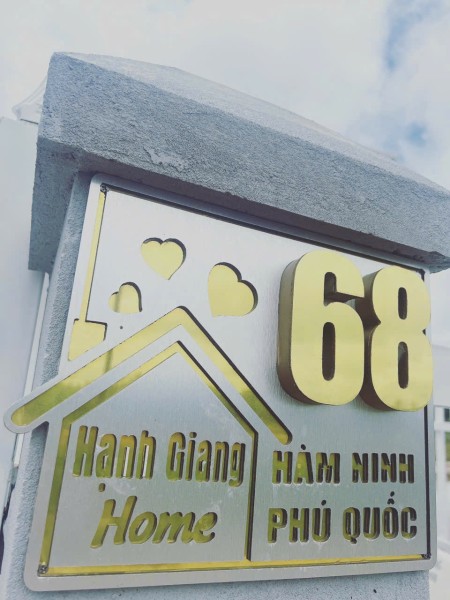 68
Hạnh Giang
Home
HÀM NINH
PHÚ QUỐC